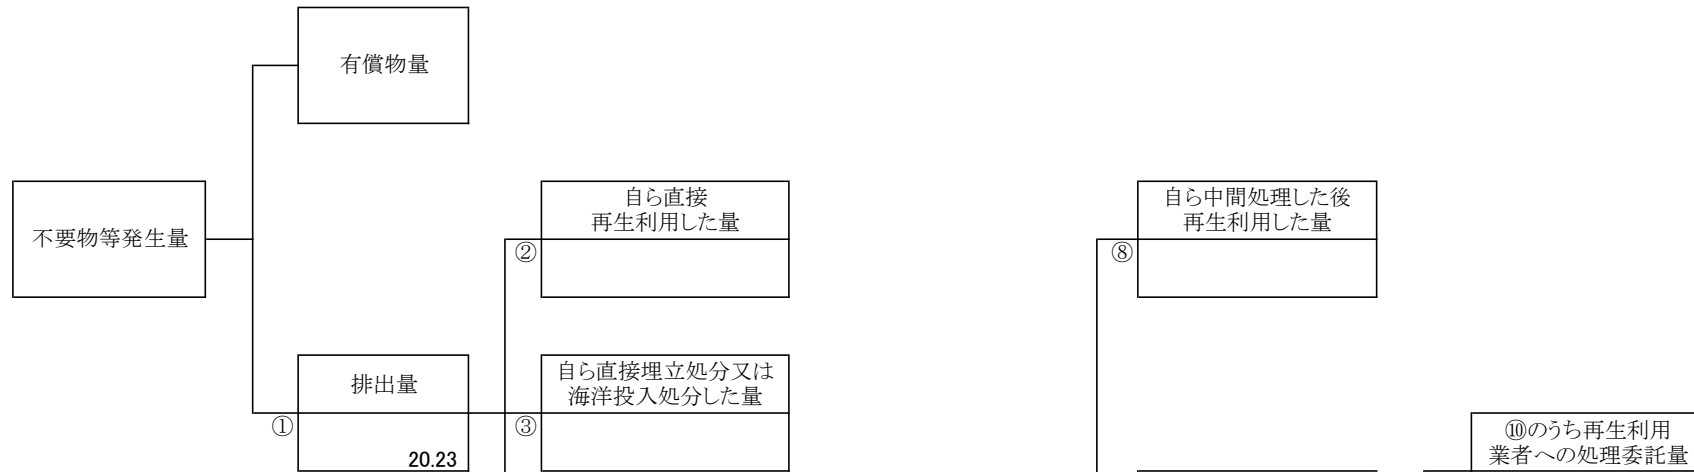 有償物量
不要物等発生量
自ら直接
再生利用した量
②
自ら中間処理した後
再生利用した量
⑧
排出量
①
20.23
自ら直接埋立処分又は
海洋投入処分した量
③
⑩のうち再生利用
業者への処理委託量